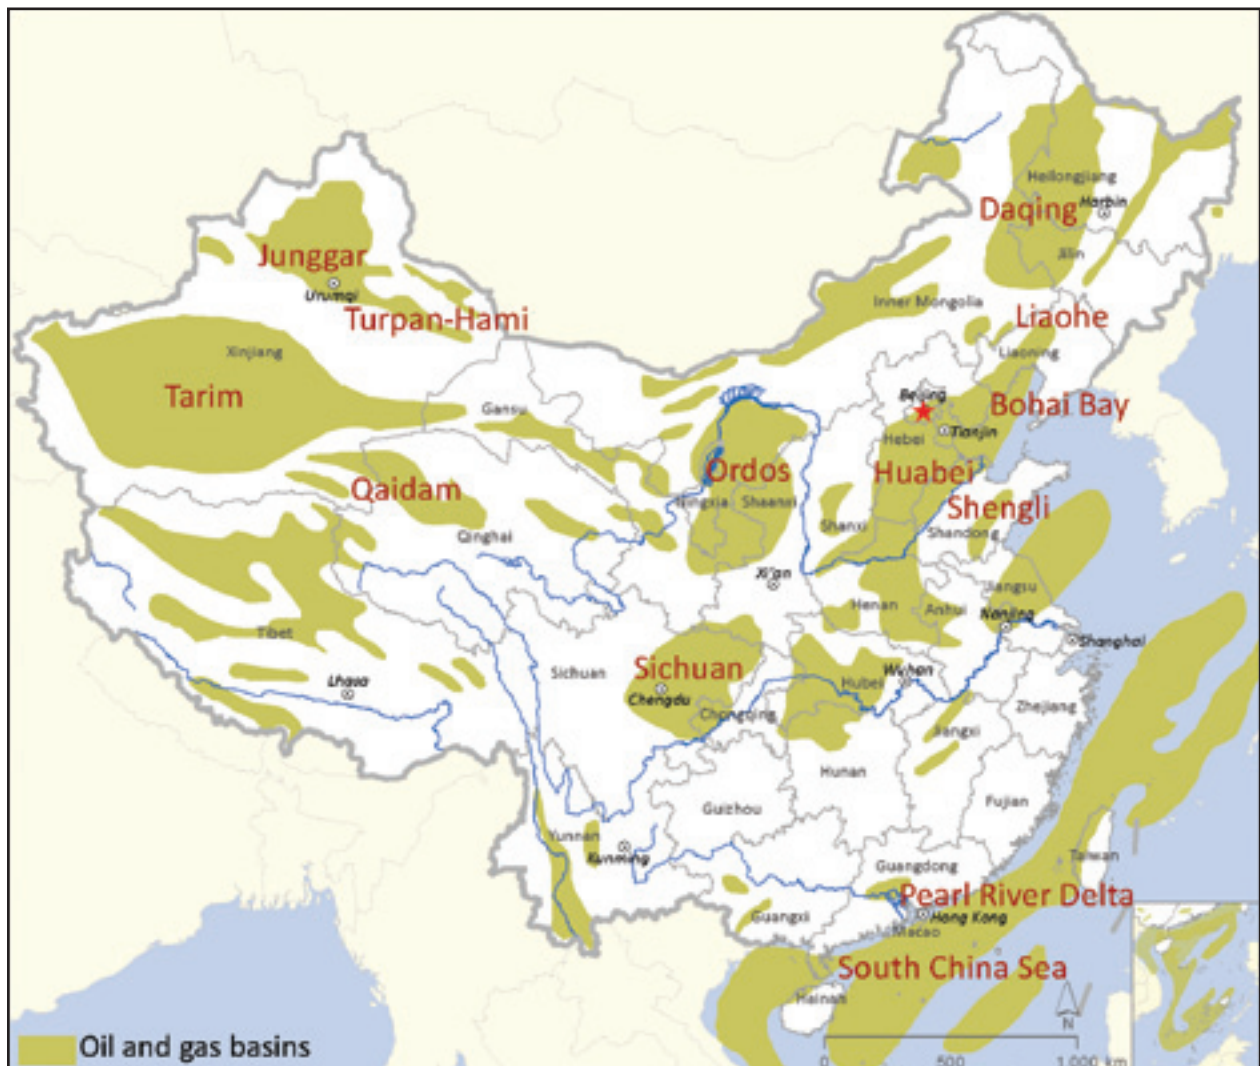 Heilongjiang
Harbin
Daqing
Junggar
Jilin
Urumqi
Inner Mongolia
Turpan-Hami
Liaohe
Liaoning
Xinjiang
Beijing
Tarim
Gansu
Bohai Bay
Tianjin
Hebei
Ordos
Huabei
Qaidam
Ningxia
Shaanxi
Shengli
Shanxi
Shandong
Qinghai
Xi'an
Jiangsu
Henan
Anhui
Nanjing
Tibet
Shanghai
Sichuan
Sichuan
Wuhan
Lhasa
Hubei
Chengdu
Zhejiang
Chongqing
Jiangxi
Hunan
Fujian
Guizhou
Yunnan
Kunming
Taiwan
Guangdong
Pearl River Delta
Guangxi
Hong Kong
Macao
South China Sea
Hainan
N
Oil and gas basins
0 500 1,000 km